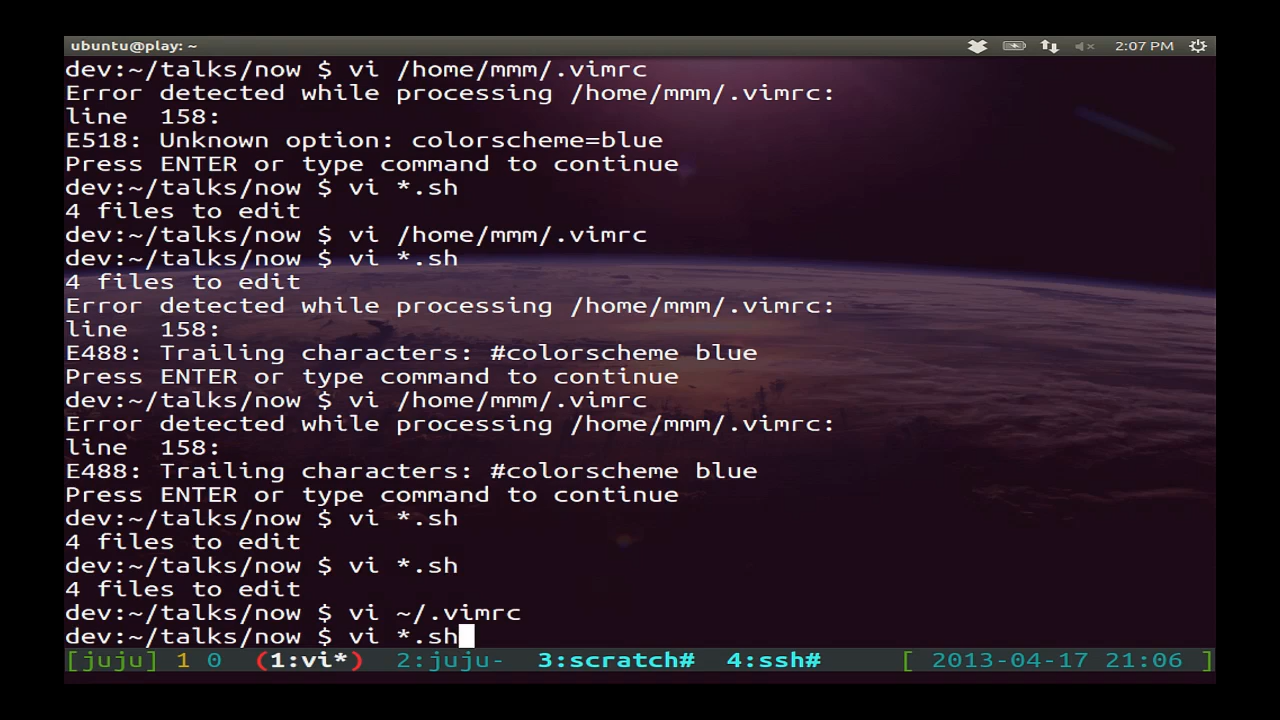 ubuntu@play: ~ 2:07 PM
dev:~/talks/now $ vi /home/mmm/.vimrc
Error detected while processing /home/mmm/.vimrc:
line  158:
E518: Unknown option: colorscheme=blue
Press ENTER or type command to continue
dev:~/talks/now $ vi *.sh
4 files to edit
dev:~/talks/now $ vi /home/mmm/.vimrc
dev:~/talks/now $ vi *.sh
4 files to edit
Error detected while processing /home/mmm/.vimrc:
line  158:
E488: Trailing characters: #colorscheme blue
Press ENTER or type command to continue
dev:~/talks/now $ vi /home/mmm/.vimrc
Error detected while processing /home/mmm/.vimrc:
line  158:
E488: Trailing characters: #colorscheme blue
Press ENTER or type command to continue
dev:~/talks/now $ vi *.sh
4 files to edit
dev:~/talks/now $ vi *.sh
4 files to edit
dev:~/talks/now $ vi ~/.vimrc
dev:~/talks/now $ vi *.sh
[juju] 1 0  (1:vi*)  2:juju-  3:scratch#  4:ssh#  [ 2013-04-17 21:06 ]